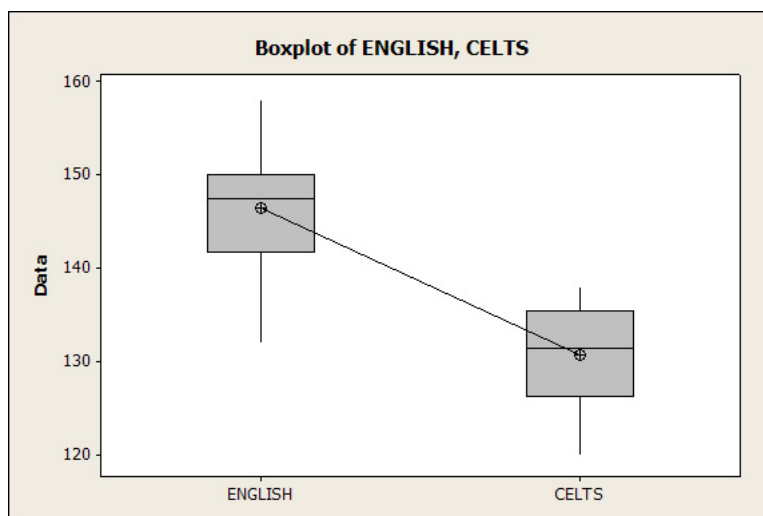 Boxplot of ENGLISH, CELTS
160
150
140
130
120
Data
ENGLISH CELTS